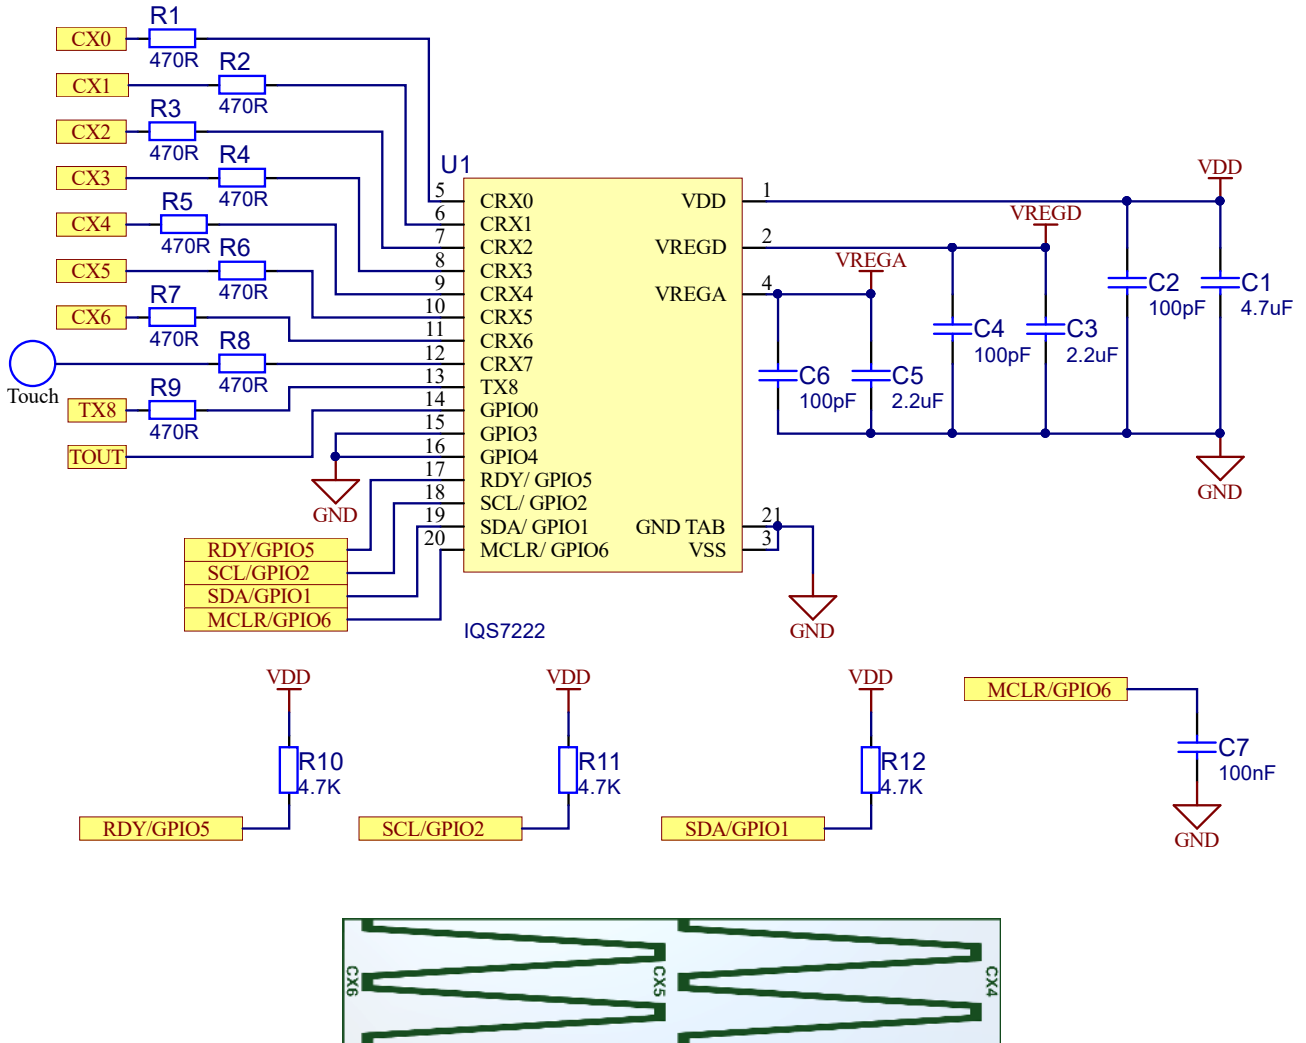 CX0 R1 470R
CX1 R2 470R
CX2 R3 470R
CX3 R4 470R
CX4 R5 470R
CX5 R6 470R
CX6 R7 470R
Touch R8 470R
TX8 R9 470R
TOUT
GND
RDY/GPIO5
SCL/GPIO2
SDA/GPIO1
MCLR/GPIO6
U1
5 CRX0
6 CRX1
7 CRX2
8 CRX3
9 CRX4
10 CRX5
11 CRX6
12 CRX7
13 TX8
14 GPIO0
15 GPIO3
16 GPIO4
17 RDY/ GPIO5
18 SCL/ GPIO2
19 SDA/ GPIO1
20 MCLR/ GPIO6
VDD 1
VREGD 2
VREGA 4
GND TAB 21
VSS 3
IQS7222
GND
VREGA
VREGD
VDD
C6 100pF
C5 2.2uF
C4 100pF
C3 2.2uF
C2 100pF
C1 4.7uF
GND
VDD
R10
4.7K
RDY/GPIO5
VDD
R11
4.7K
SCL/GPIO2
VDD
R12
4.7K
SDA/GPIO1
MCLR/GPIO6
C7
100nF
GND
CX6
CX5
CX4